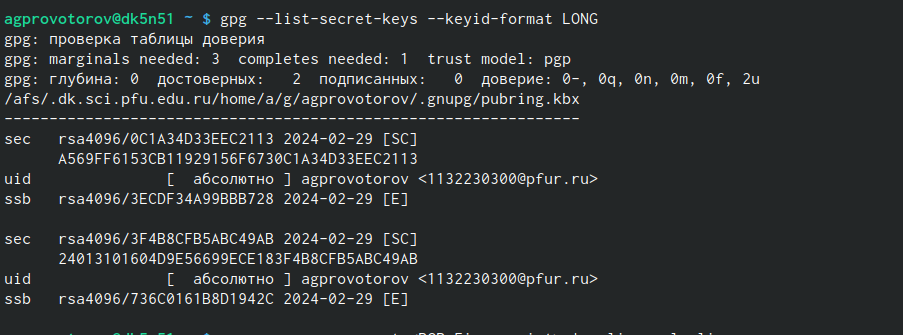 agprovotorov@dk5n51 ~ $ gpg --list-secret-keys --keyid-format LONG
gpg: проверка таблицы доверия
gpg: marginals needed: 3  completes needed: 1  trust model: pgp
gpg: глубина: 0  достоверных:   2  подписанных:   0  доверие: 0-, 0q, 0n, 0m, 0f, 2u
/afs/.dk.sci.pfu.edu.ru/home/a/g/agprovotorov/.gnupg/pubring.kbx
----------------------------------------------------------------
sec   rsa4096/0C1A34D33EEC2113 2024-02-29 [SC]
      A569FF6153CB11929156F6730C1A34D33EEC2113
uid               [  абсолютно ] agprovotorov <1132230300@pfur.ru>
ssb   rsa4096/3ECDF34A99BBB728 2024-02-29 [E]

sec   rsa4096/3F4B8CFB5ABC49AB 2024-02-29 [SC]
      24013101604D9E56699ECE183F4B8CFB5ABC49AB
uid               [  абсолютно ] agprovotorov <1132230300@pfur.ru>
ssb   rsa4096/736C0161B8D1942C 2024-02-29 [E]